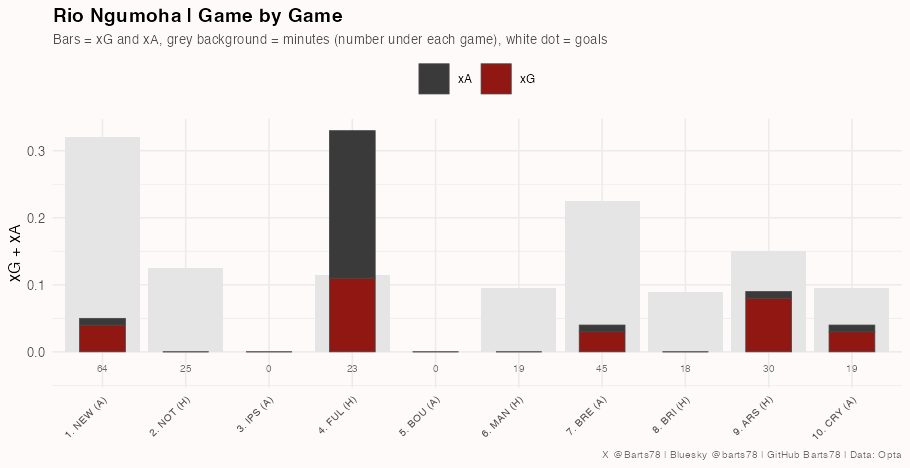 Rio Ngumoha | Game by Game
Bars = xG and xA, grey background = minutes (number under each game), white dot = goals
xA xG
xG + xA
0.3
0.2
0.1
0.0
64 25 0 23 0 19 45 18 30 19
1. NEW (A) 2. NOT (H) 3. IPS (A) 4. FUL (H) 5. BOU (A) 6. MAN (H) 7. BRE (A) 8. BRI (H) 9. ARS (H) 10. CRY (A)
X @Barts78 | Bluesky @barts78 | GitHub Barts78 | Data: Opta